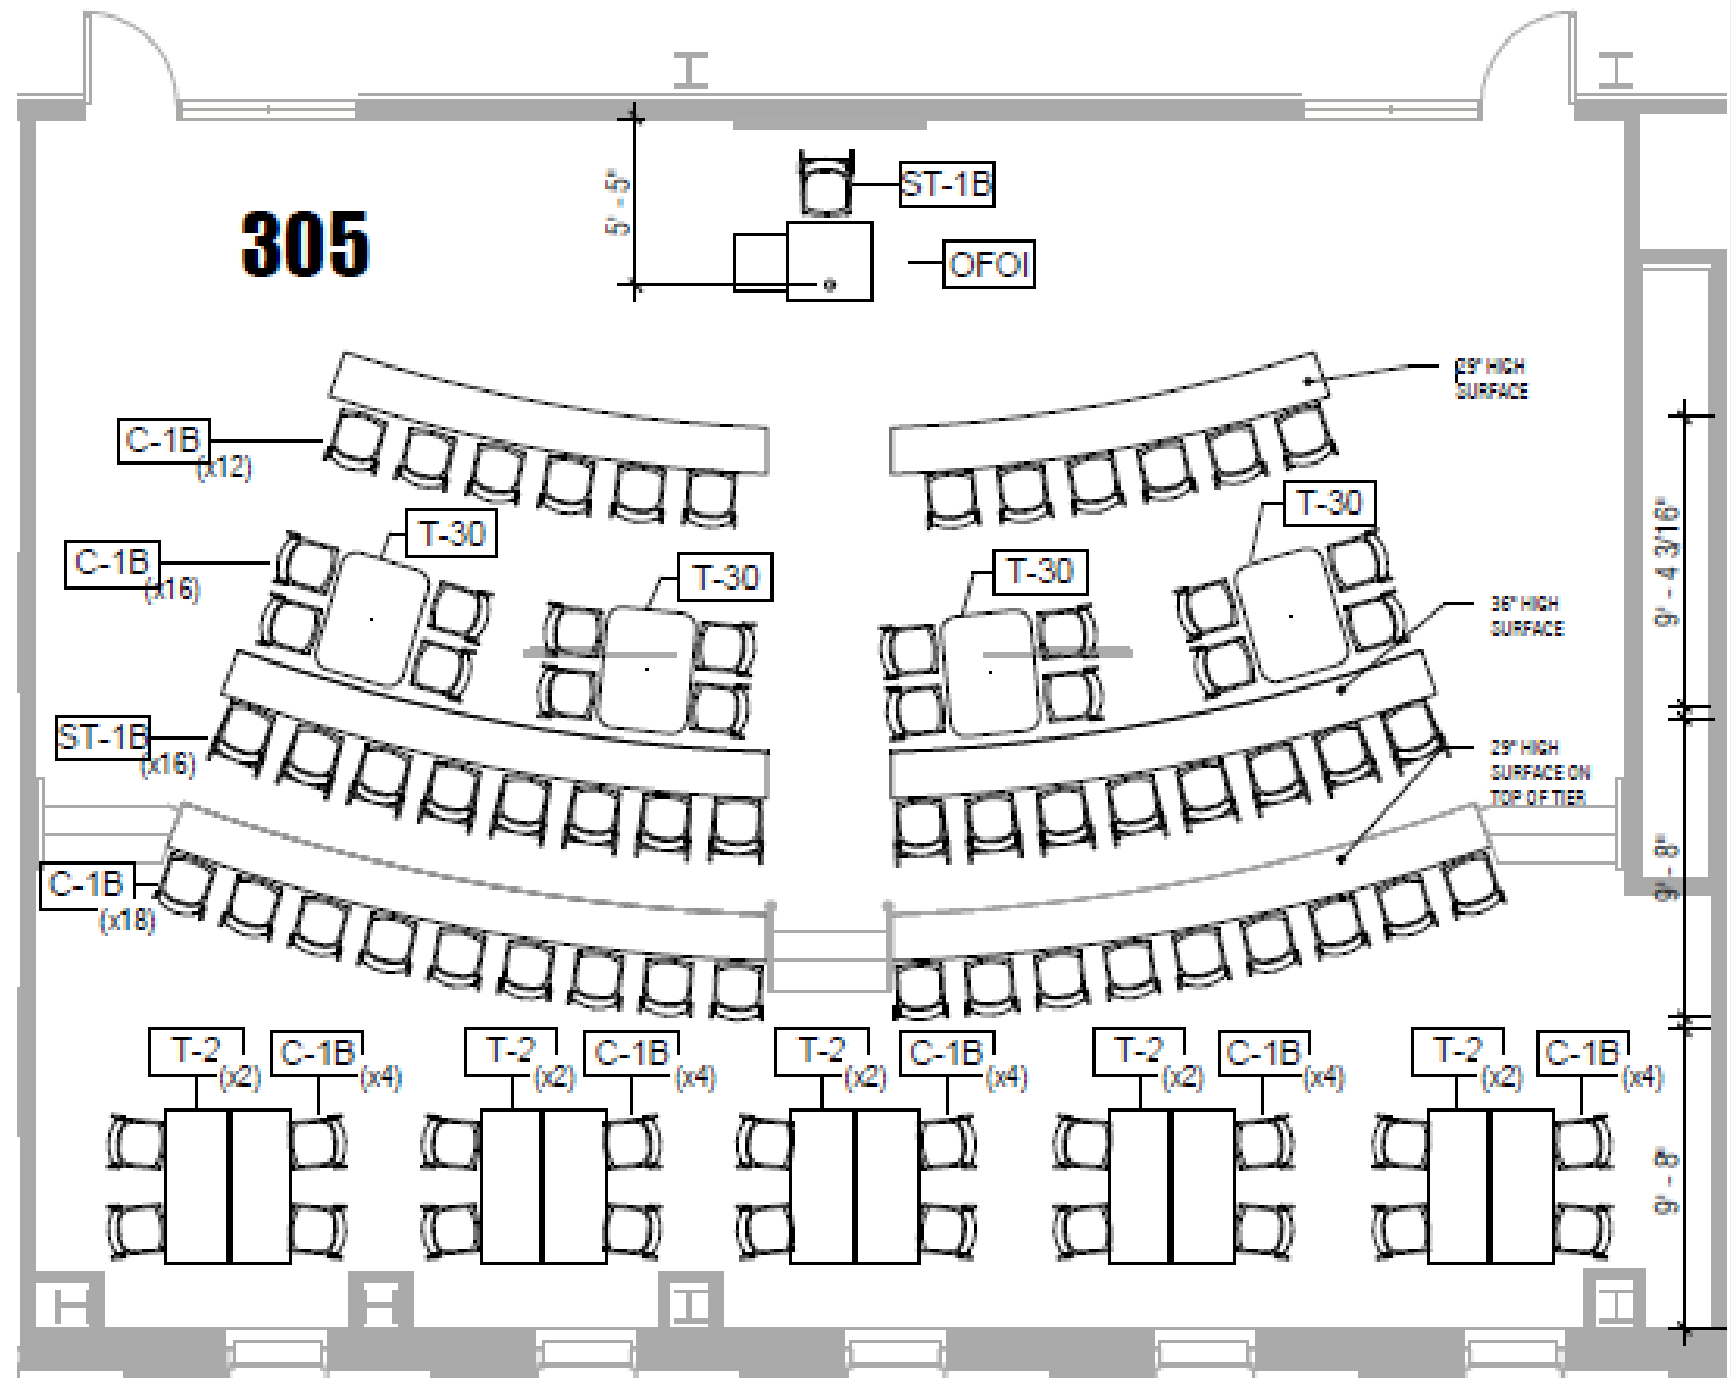 ST-1B
5' - 5"
305
OFOI
29" HIGH
SURFACE
C-1B
(x12)
T-30
T-30
C-1B
(x16)
T-30
T-30
9' - 4 3/16"
36" HIGH
SURFACE
ST-1B
(x16)
29" HIGH
SURFACE ON
TOP OF TIER
9' - 8"
C-1B
(x18)
T-2 (x2) C-1B (x4) T-2 (x2) C-1B (x4) T-2 (x2) C-1B (x4) T-2 (x2) C-1B (x4) T-2 (x2) C-1B (x4)
9' - 8"